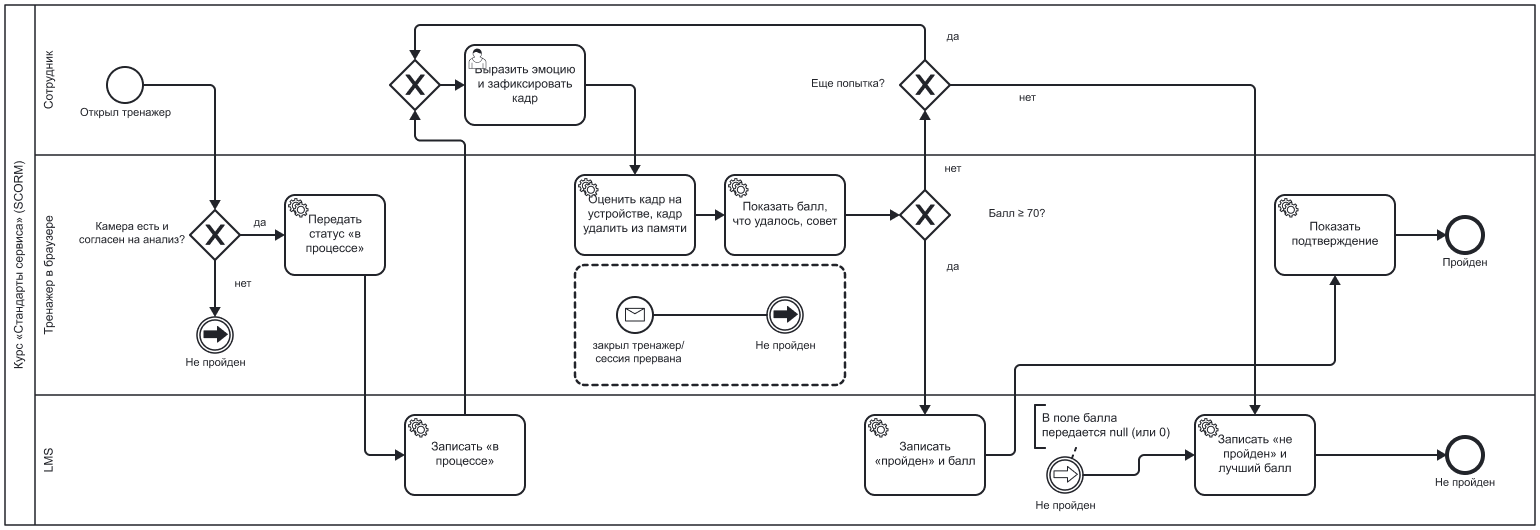 Курс «Стандарты сервиса» (SCORM)
Сотрудник
Открыл тренажер
Выразить эмоцию
и зафиксировать
кадр
Еще попытка?
да
нет
Тренажер в браузере
Камера есть и
согласен на анализ?
да
нет
Не пройден
Передать
статус «в
процессе»
Оценить кадр на
устройстве, кадр
удалить из памяти
Показать балл,
что удалось, совет
нет
Балл ≥ 70?
да
закрыл тренажер/
сессия прервана
Не пройден
Показать
подтверждение
Пройден
LMS
Записать «в
процессе»
Записать
«пройден» и балл
В поле балла
передается null (или 0)
Не пройден
Записать «не
пройден» и
лучший балл
Не пройден